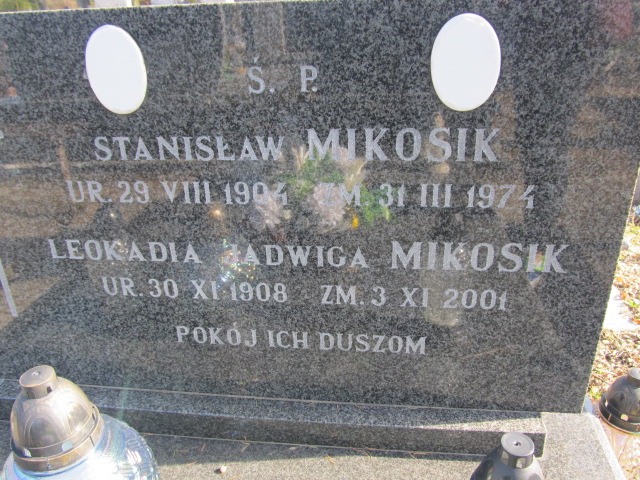 Ś. P.
STANISŁAW MIKOSIK
UR. 29 VIII 1904 ZM. 31 III 1974
LEOKADIA JADWIGA MIKOSIK
UR. 30 XI 1908 ZM. 3 XI 2001
POKÓJ ICH DUSZOM